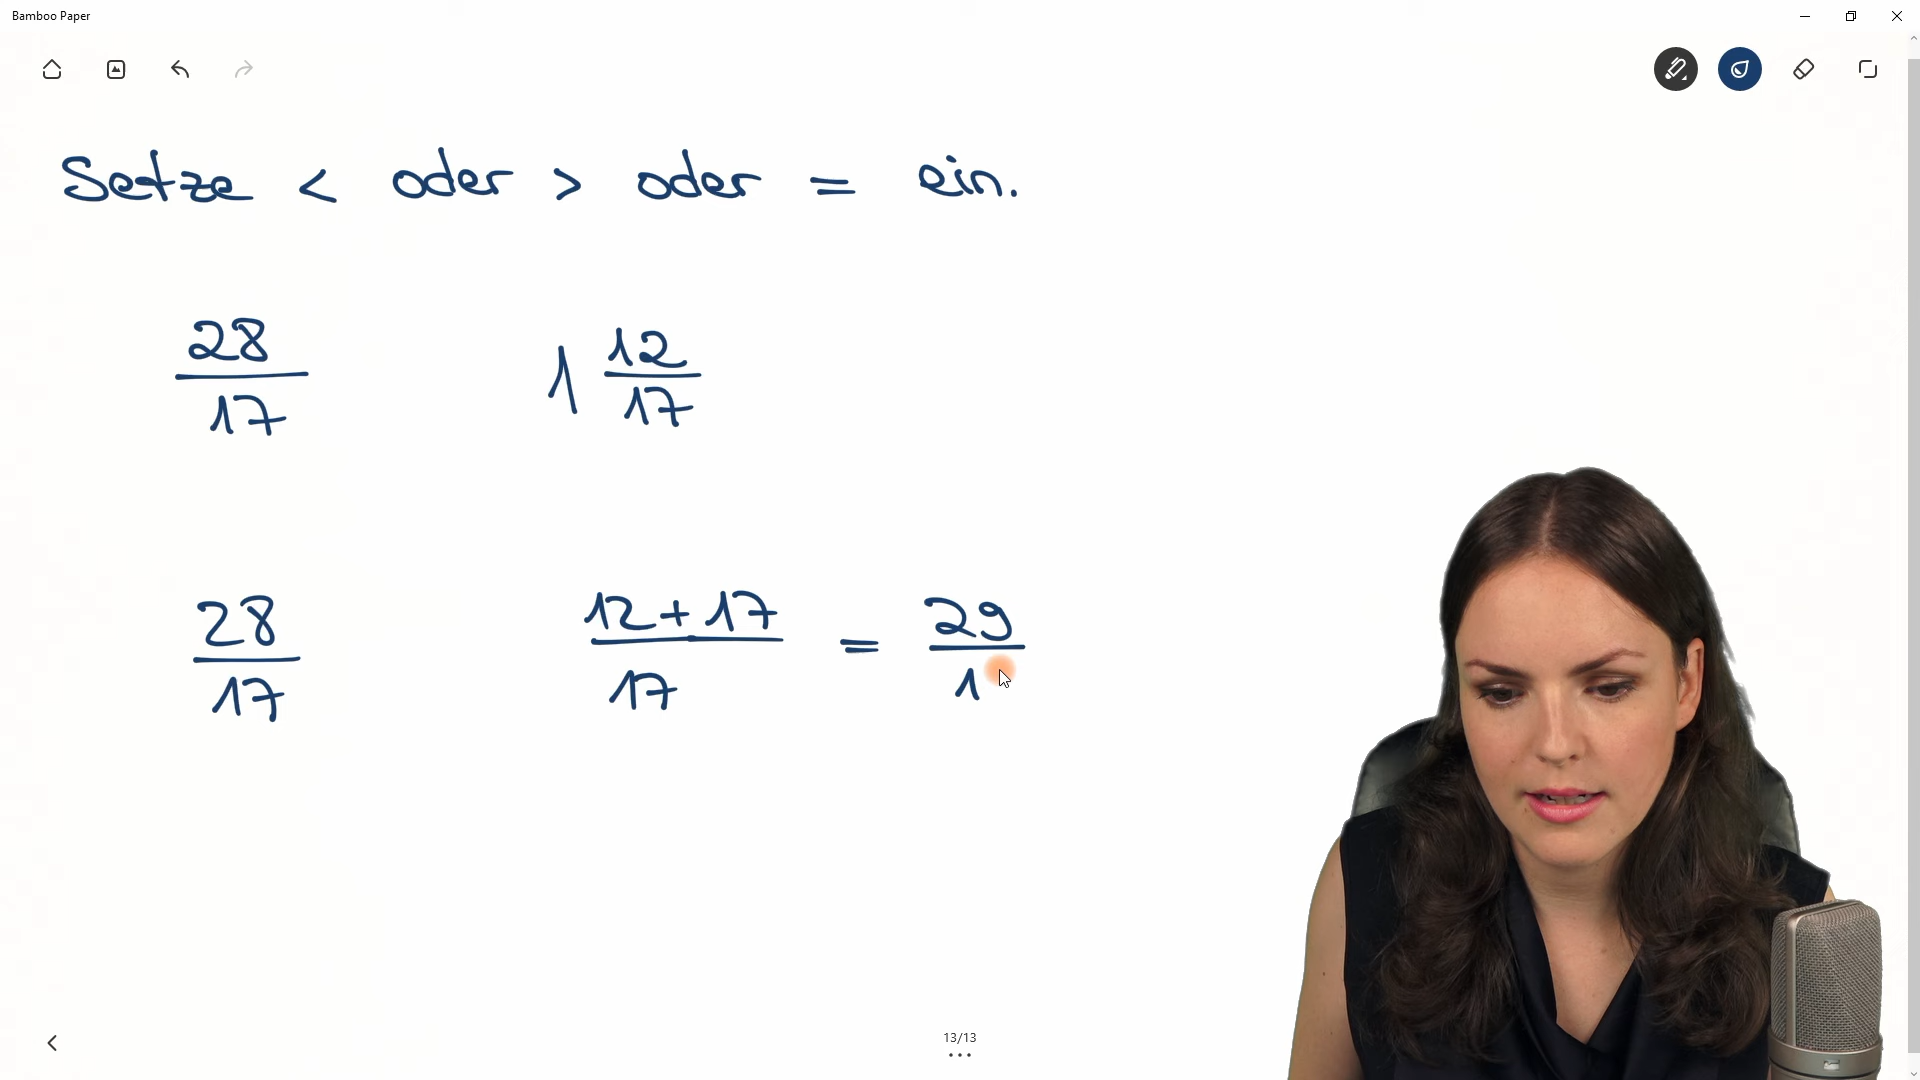 Bamboo Paper
Setze < oder > oder = ein.
28/17 1 12/17
28/17 12+17/17 = 29/1
13/13